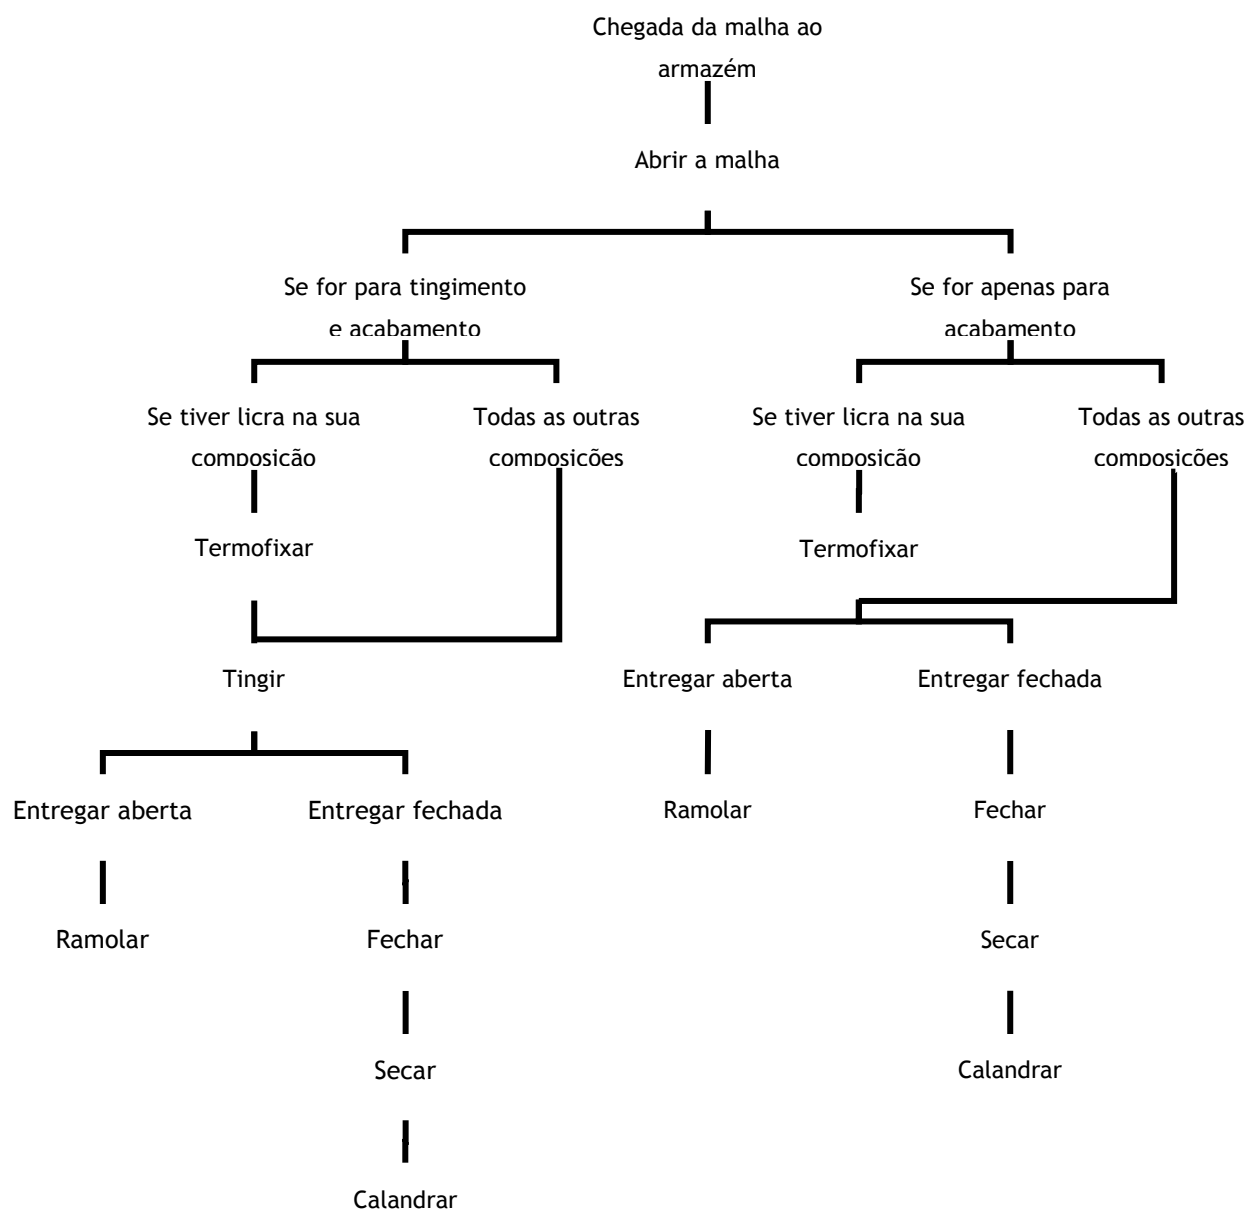 Chegada da malha ao
armazém
Abrir a malha
Se for para tingimento
e acabamento
Se for apenas para
acabamento
Se tiver licra na sua
composição
Todas as outras
composições
Se tiver licra na sua
composição
Todas as outras
composições
Termofixar
Termofixar
Tingir
Entregar aberta
Entregar fechada
Entregar aberta
Entregar fechada
Ramolar
Fechar
Ramolar
Fechar
Secar
Secar
Calandrar
Calandrar